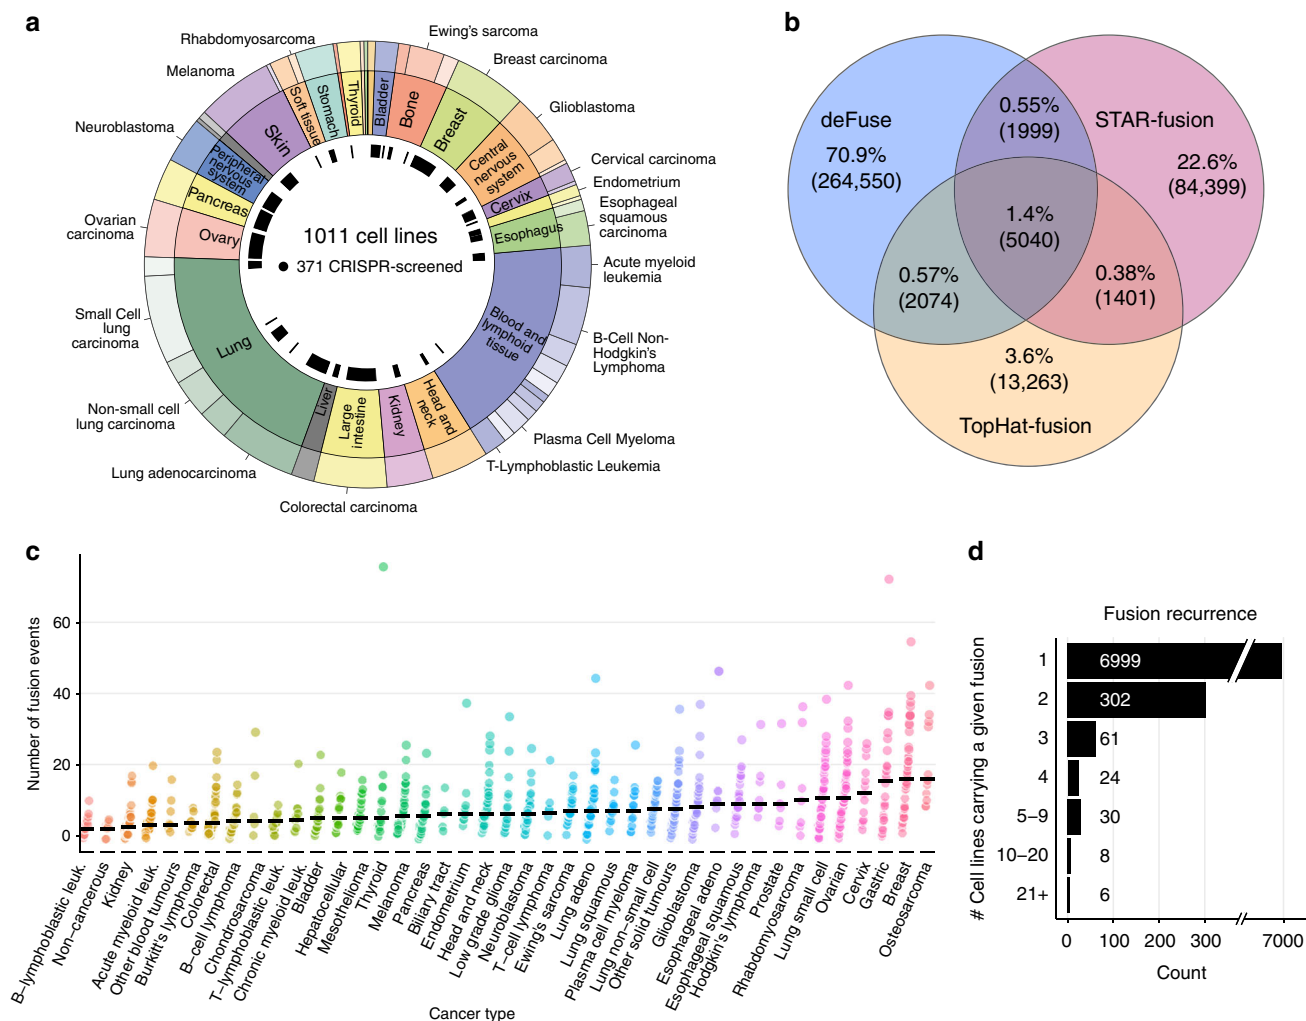 a
Rhabdomyosarcoma
Melanoma
Neuroblastoma
Ovarian
carcinoma
Small Cell
lung
carcinoma
Non-small cell
lung carcinoma
Lung adenocarcinoma
Colorectal carcinoma
T-Lymphoblastic Leukemia
Plasma Cell Myeloma
B-Cell Non-
Hodgkin's
Lymphoma
Acute myeloid
leukemia
Esophageal
squamous
carcinoma
Endometrium
Cervical carcinoma
Glioblastoma
Breast carcinoma
Ewing's sarcoma
Bladder
Bone
Breast
Central
nervous
system
Cervix
Esophagus
Blood and
lymphoid
tissue
Head and
neck
Kidney
Large
intestine
Liver
Lung
Ovary
Pancreas
Peripheral
nervous
system
Skin
Soft tissue
Stomach
Thyroid
1011 cell lines
371 CRISPR-screened
b
deFuse
70.9%
(264,550)
0.55%
(1999)
STAR-fusion
22.6%
(84,399)
1.4%
(5040)
0.57%
(2074)
0.38%
(1401)
3.6%
(13,263)
TopHat-fusion
c
Number of fusion events
60
40
20
0
B-lymphoblastic leuk.
Non-cancerous
Kidney
Acute myeloid leuk.
Other blood tumours
Burkitt's lymphoma
Colorectal
B-cell lymphoma
Chondrosarcoma
T-lymphoblastic leuk.
Chronic myeloid leuk.
Bladder
Hepatocellular
Mesothelioma
Thyroid
Melanoma
Pancreas
Biliary tract
Endometrium
Head and neck
Low grade glioma
Neuroblastoma
T-cell lymphoma
Ewing's sarcoma
Lung adeno
Lung squamous
Plasma cell myeloma
Lung non-small cell
Other solid tumours
Glioblastoma
Esophageal adeno
Esophageal squamous
Hodgkin's lymphoma
Prostate
Rhabdomyosarcoma
Lung small cell
Ovarian
Cervix
Gastric
Breast
Osteosarcoma
Cancer type
d
Fusion recurrence
# Cell lines carrying a given fusion
1
6999
2
302
3
61
4
24
5-9
30
10-20
8
21+
6
0
100
200
300
7000
Count